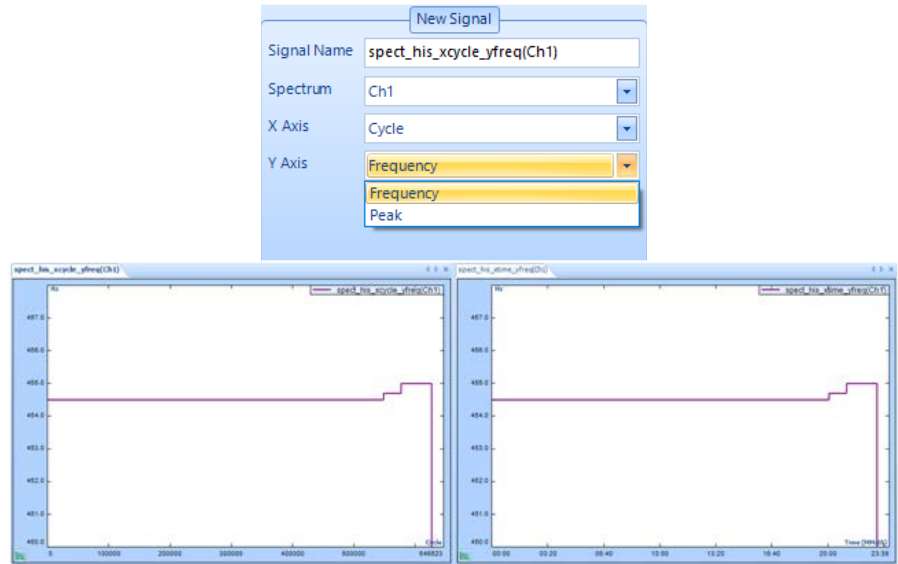 New Signal
Signal Name spect_his_xcycle_yfreq(Ch1)
Spectrum Ch1
X Axis Cycle
Y Axis Frequency
Frequency
Peak
spect_his_xcycle_yfreq(Ch1)
Hz
spect_his_xcycle_yfreq(Ch1)
457.0
456.0
455.0
454.0
453.0
452.0
451.0
450.0
Cycle
0 100000 200000 300000 400000 500000 646823
spect_his_xtime_yfreq(Ch1)
Hz
spect_his_xtime_yfreq(Ch1)
457.0
456.0
455.0
454.0
453.0
452.0
451.0
450.0
Time
00:00 03:20 06:40 10:00 13:20 16:40 20:00 23:38